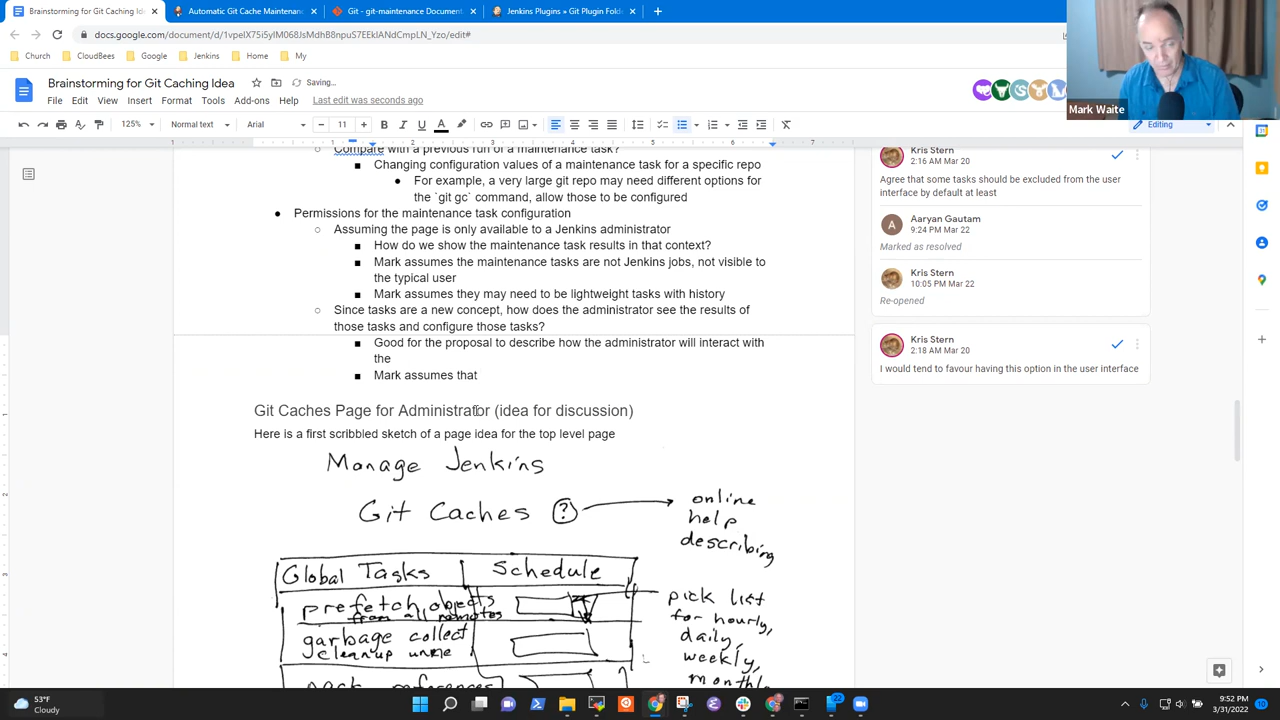 Brainstorming for Git Caching Ide
Automatic Git Cache Maintenan
Git - git-maintenance Document
Jenkins Plugins » Git Plugin Fold
docs.google.com/document/d/1vpelX75i5yIM068JsMdhB8npuS7EEkIANdCmpLN_Yzo/edit#
Church
CloudBees
Google
Jenkins
Home
My
Brainstorming for Git Caching Idea
Saving...
File Edit View Insert Format Tools Add-ons Help Last edit was seconds ago
125%
Normal text
Arial
11
Editing
Mark Waite
Compare with a previous run of a maintenance task?
Changing configuration values of a maintenance task for a specific repo
For example, a very large git repo may need different options for
the `git gc` command, allow those to be configured
Permissions for the maintenance task configuration
Assuming the page is only available to a Jenkins administrator
How do we show the maintenance task results in that context?
Mark assumes the maintenance tasks are not Jenkins jobs, not visible to
the typical user
Mark assumes they may need to be lightweight tasks with history
Since tasks are a new concept, how does the administrator see the results of
those tasks and configure those tasks?
Good for the proposal to describe how the administrator will interact with
the
Mark assumes that
Git Caches Page for Administrator (idea for discussion)
Here is a first scribbled sketch of a page idea for the top level page
Manage Jenkins
Git Caches ?
online
help
describing
Global Tasks
Schedule
prefetch objects
from all remotes
garbage collect
cleanup
pack references
pick list
for hourly,
daily,
weekly,
monthly
Kris Stern
2:16 AM Mar 20
Agree that some tasks should be excluded from the user
interface by default at least
Aaryan Gautam
9:24 PM Mar 22
Marked as resolved
Kris Stern
10:05 PM Mar 22
Re-opened
Kris Stern
2:18 AM Mar 20
I would tend to favour having this option in the user interface
53°F
Cloudy
22
9:52 PM
3/31/2022